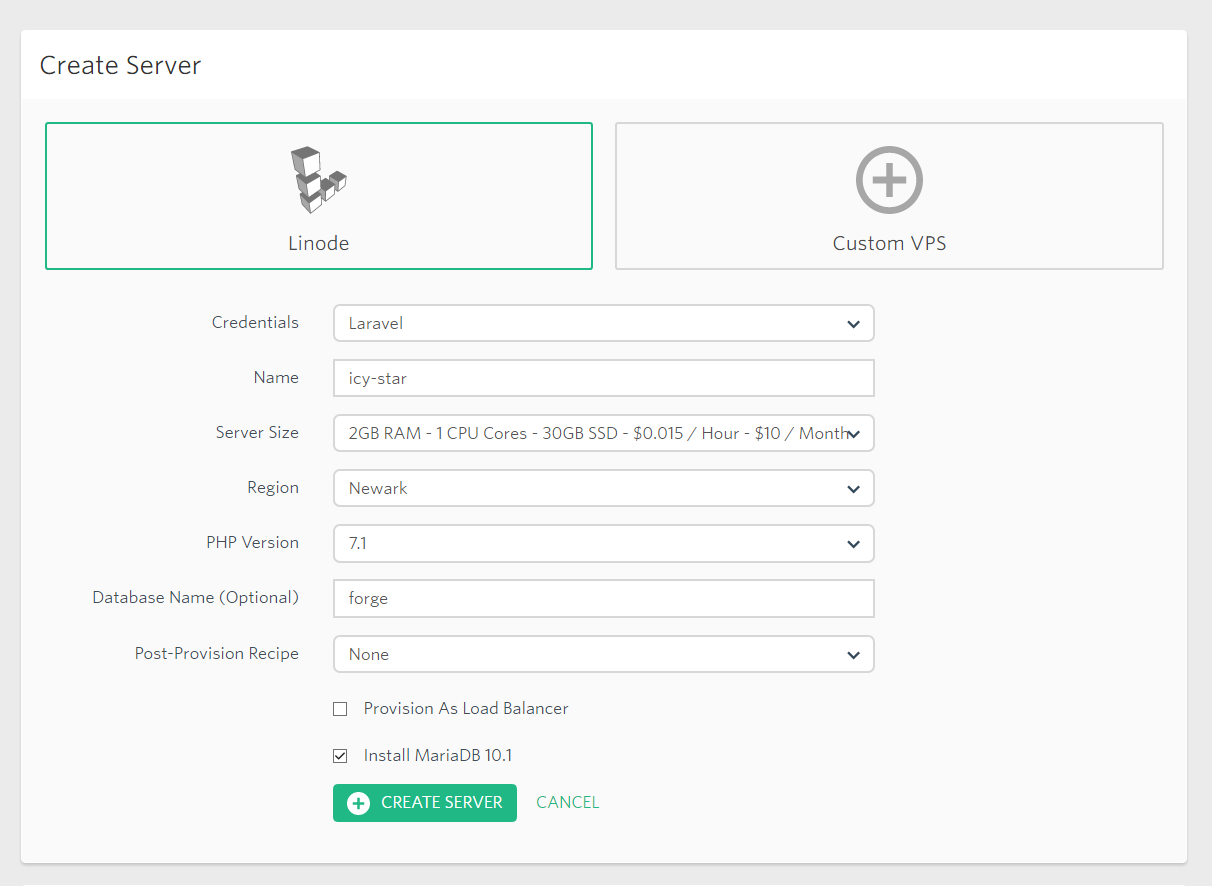 Create Server
Linode
Custom VPS
Credentials Laravel
Name icy-star
Server Size 2GB RAM - 1 CPU Cores - 30GB SSD - $0.015 / Hour - $10 / Month
Region Newark
PHP Version 7.1
Database Name (Optional) forge
Post-Provision Recipe None
Provision As Load Balancer
Install MariaDB 10.1
CREATE SERVER CANCEL